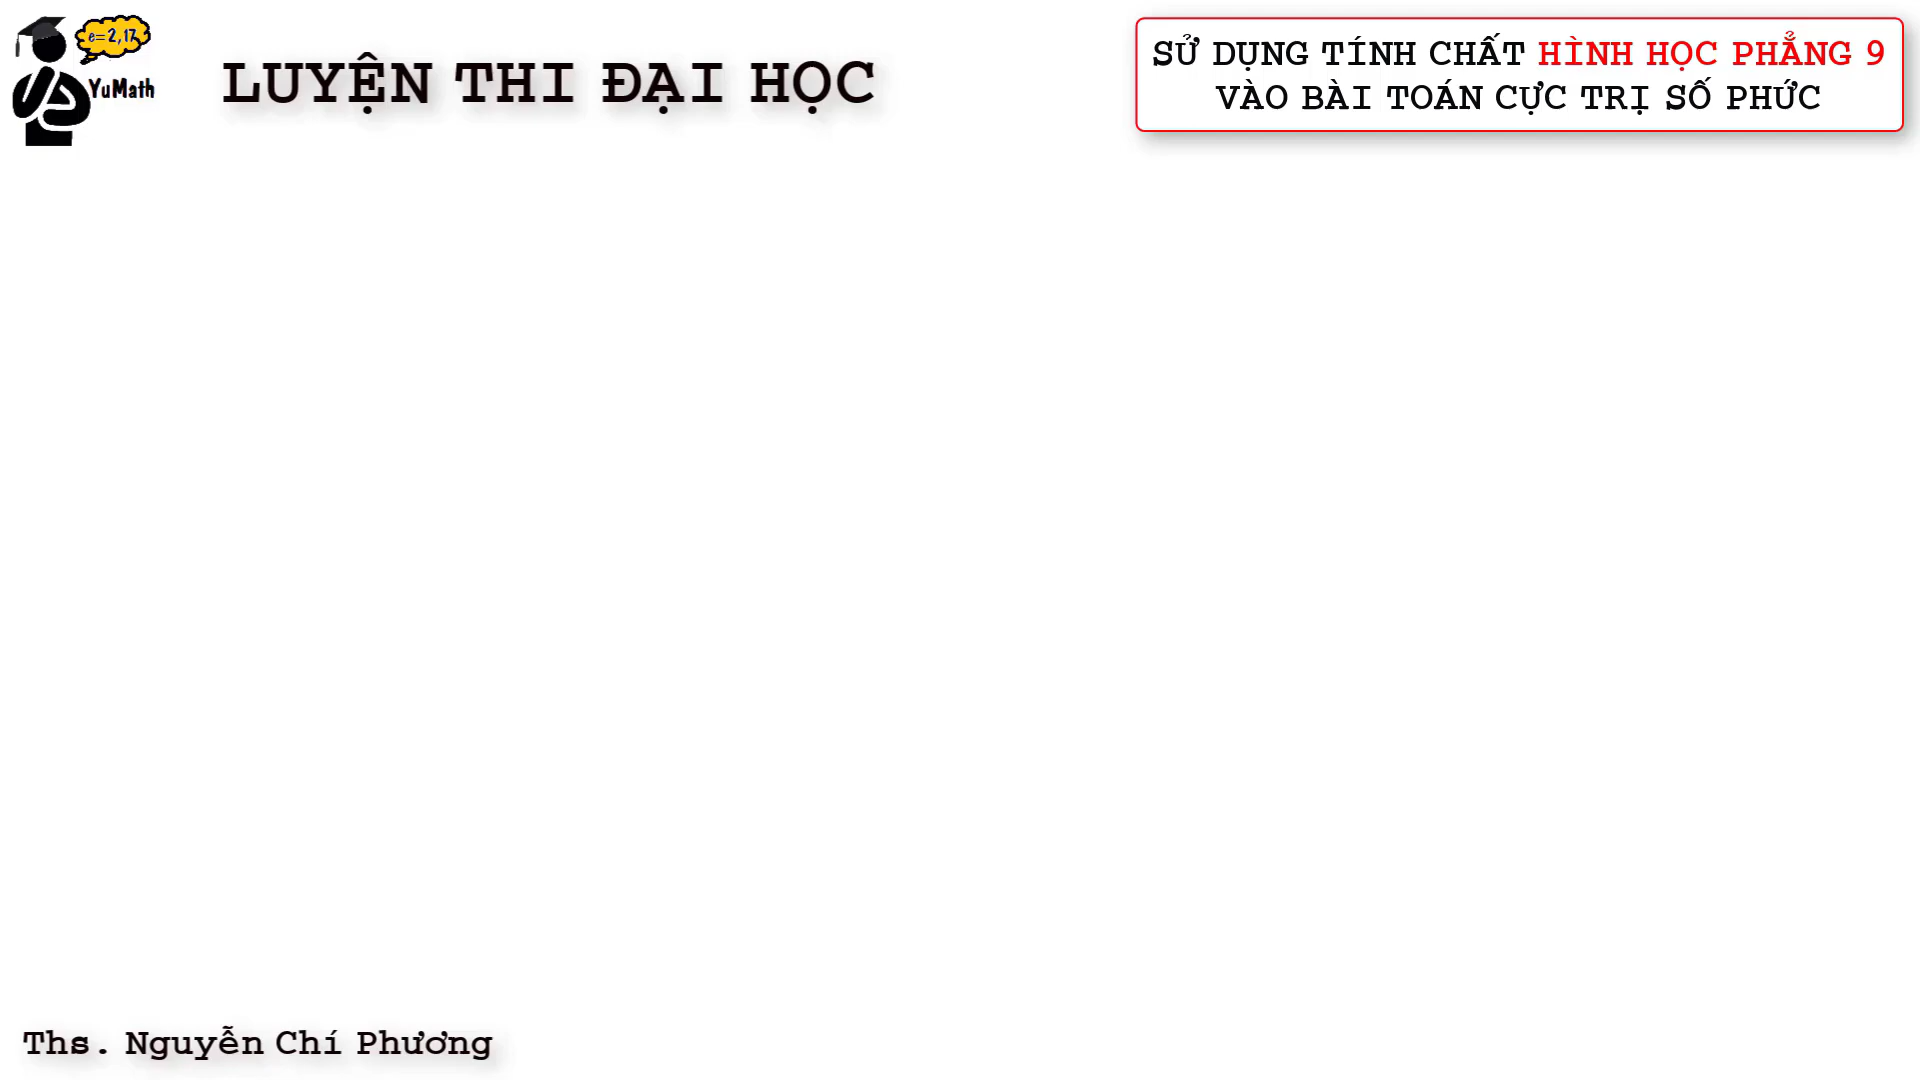 e=2,17
YuMath
LUYỆN THI ĐẠI HỌC
SỬ DỤNG TÍNH CHẤT HÌNH HỌC PHẲNG 9
VÀO BÀI TOÁN CỰC TRỊ SỐ PHỨC
Ths. Nguyễn Chí Phương